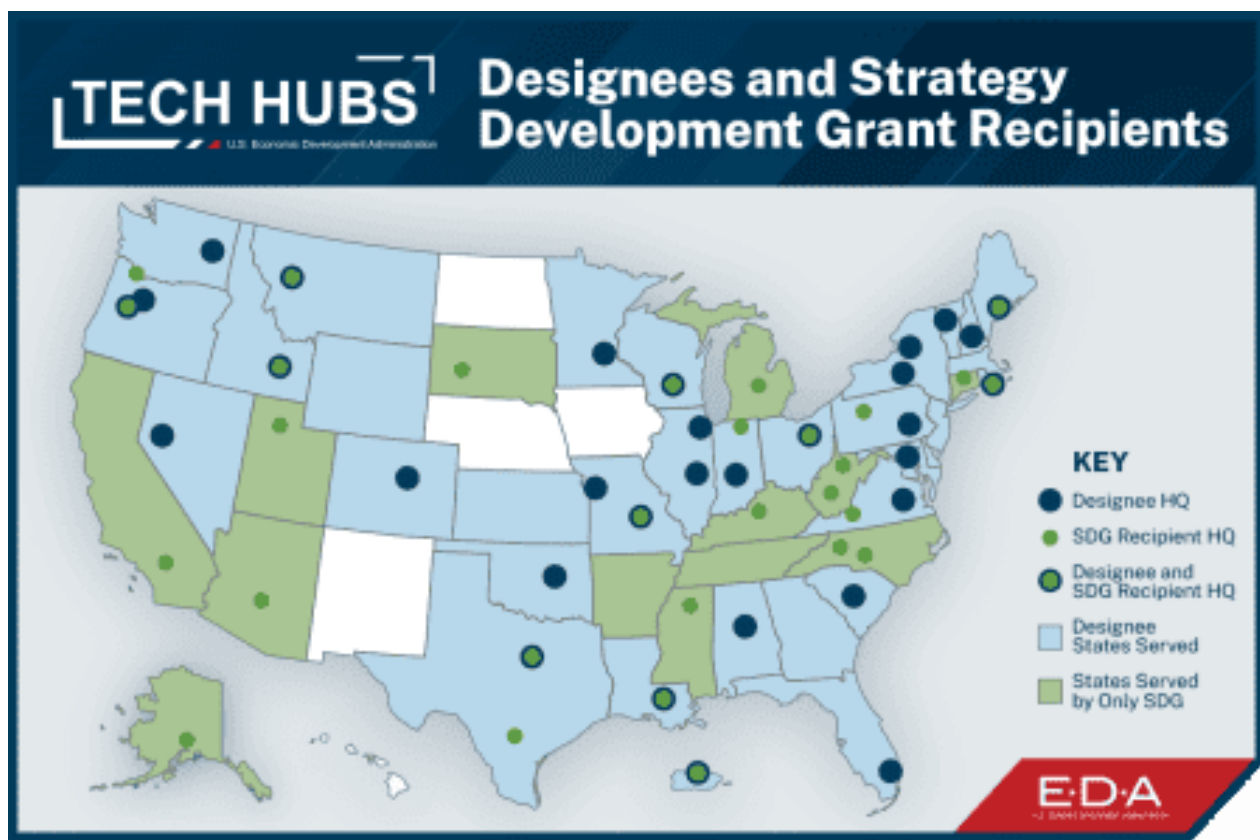 TECH HUBS
U.S. Economic Development Administration
Designees and Strategy
Development Grant Recipients
KEY
Designee HQ
SDG Recipient HQ
Designee and
SDG Recipient HQ
Designee
States Served
States Served
by Only SDG
E·D·A